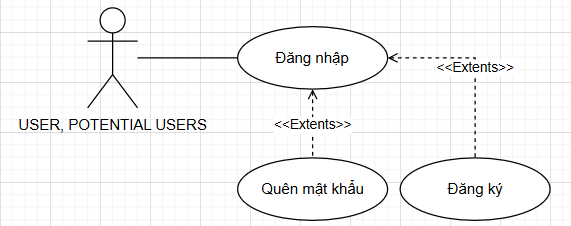 Đăng nhập
<<Extents>>
USER, POTENTIAL USERS
<<Extents>>
Quên mật khẩu
Đăng ký